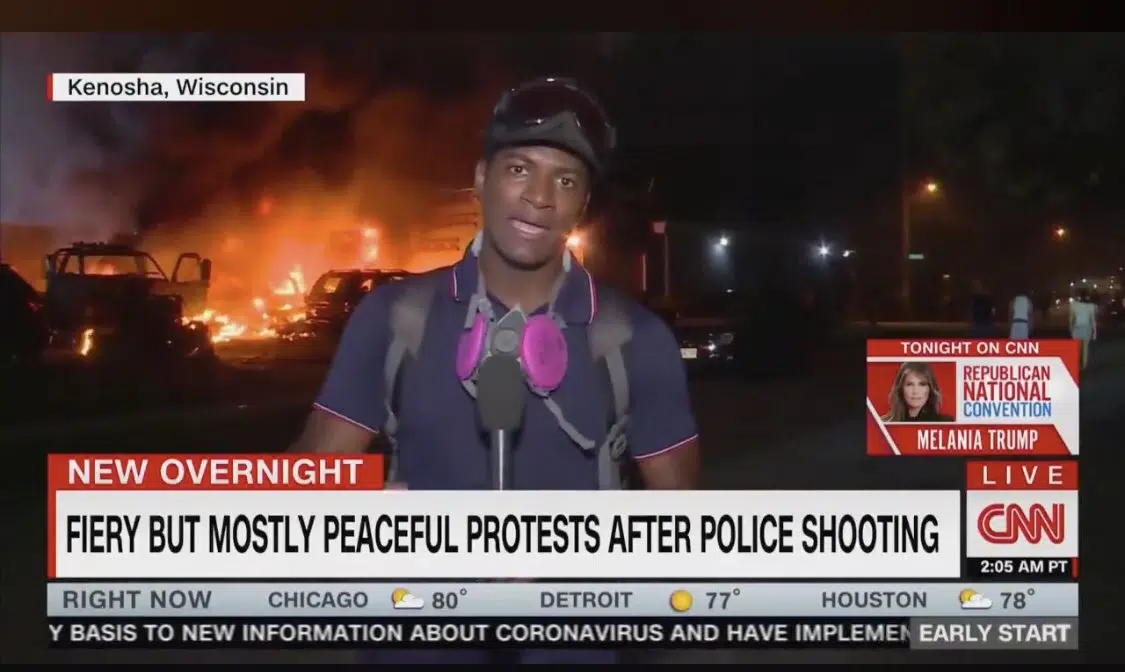 Kenosha, Wisconsin
TONIGHT ON CNN
REPUBLICAN
NATIONAL
CONVENTION
MELANIA TRUMP
NEW OVERNIGHT
LIVE
FIERY BUT MOSTLY PEACEFUL PROTESTS AFTER POLICE SHOOTING
CNN
2:05 AM PT
RIGHT NOW CHICAGO 80° DETROIT 77° HOUSTON 78°
Y BASIS TO NEW INFORMATION ABOUT CORONAVIRUS AND HAVE IMPLEMEN
EARLY START